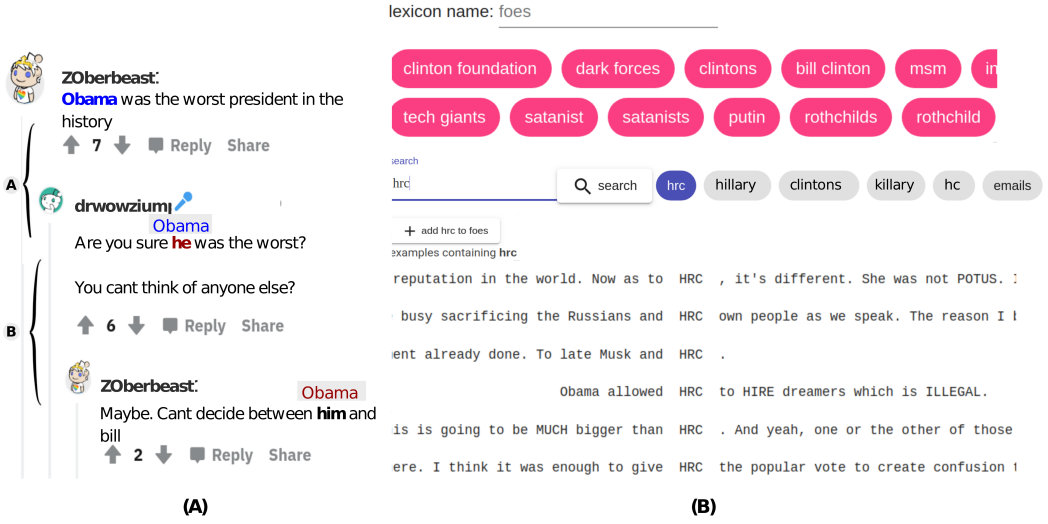 ZOberbeast:
Obama was the worst president in the
history
7 Reply Share
A
drwowzium
Obama
Are you sure he was the worst?
You cant think of anyone else?
B
6 Reply Share
ZOberbeast:
Obama
Maybe. Cant decide between him and
bill
2 Reply Share
(A)
lexicon name: foes
clinton foundation dark forces clintons bill clinton msm in
tech giants satanist satanists putin rothchilds rothchild
search
hrc search hrc hillary clintons killary hc emails
+ add hrc to foes
examples containing hrc
reputation in the world. Now as to HRC , it's different. She was not POTUS.
busy sacrificing the Russians and HRC own people as we speak. The reason I
ent already done. To late Musk and HRC .
Obama allowed HRC to HIRE dreamers which is ILLEGAL.
is is going to be MUCH bigger than HRC . And yeah, one or the other of those
ere. I think it was enough to give HRC the popular vote to create confusion
(B)